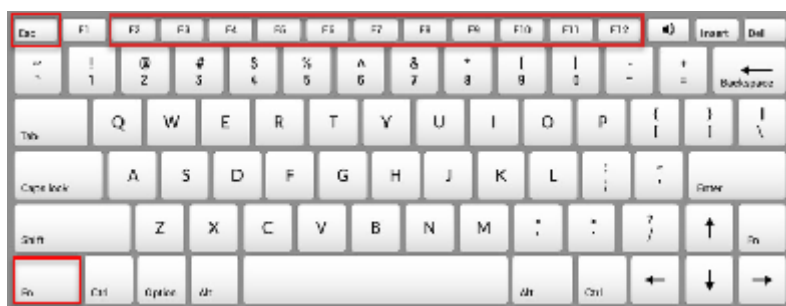 Esc F1 F2 F3 F4 F5 F6 F7 F8 F9 F10 F11 F12 Insert Del
~ ! @ # $ % ^ & * ( ) - +
` 1 2 3 4 5 6 7 8 9 0 - = Backspace
Tab Q W E R T Y U I O P { [ } ] | \
Caps lock A S D F G H J K L : ; " ' Enter
Shift Z X C V B N M ? / ↑ Fn
Fn Ctrl Option Alt Alt Ctrl ← ↓ →